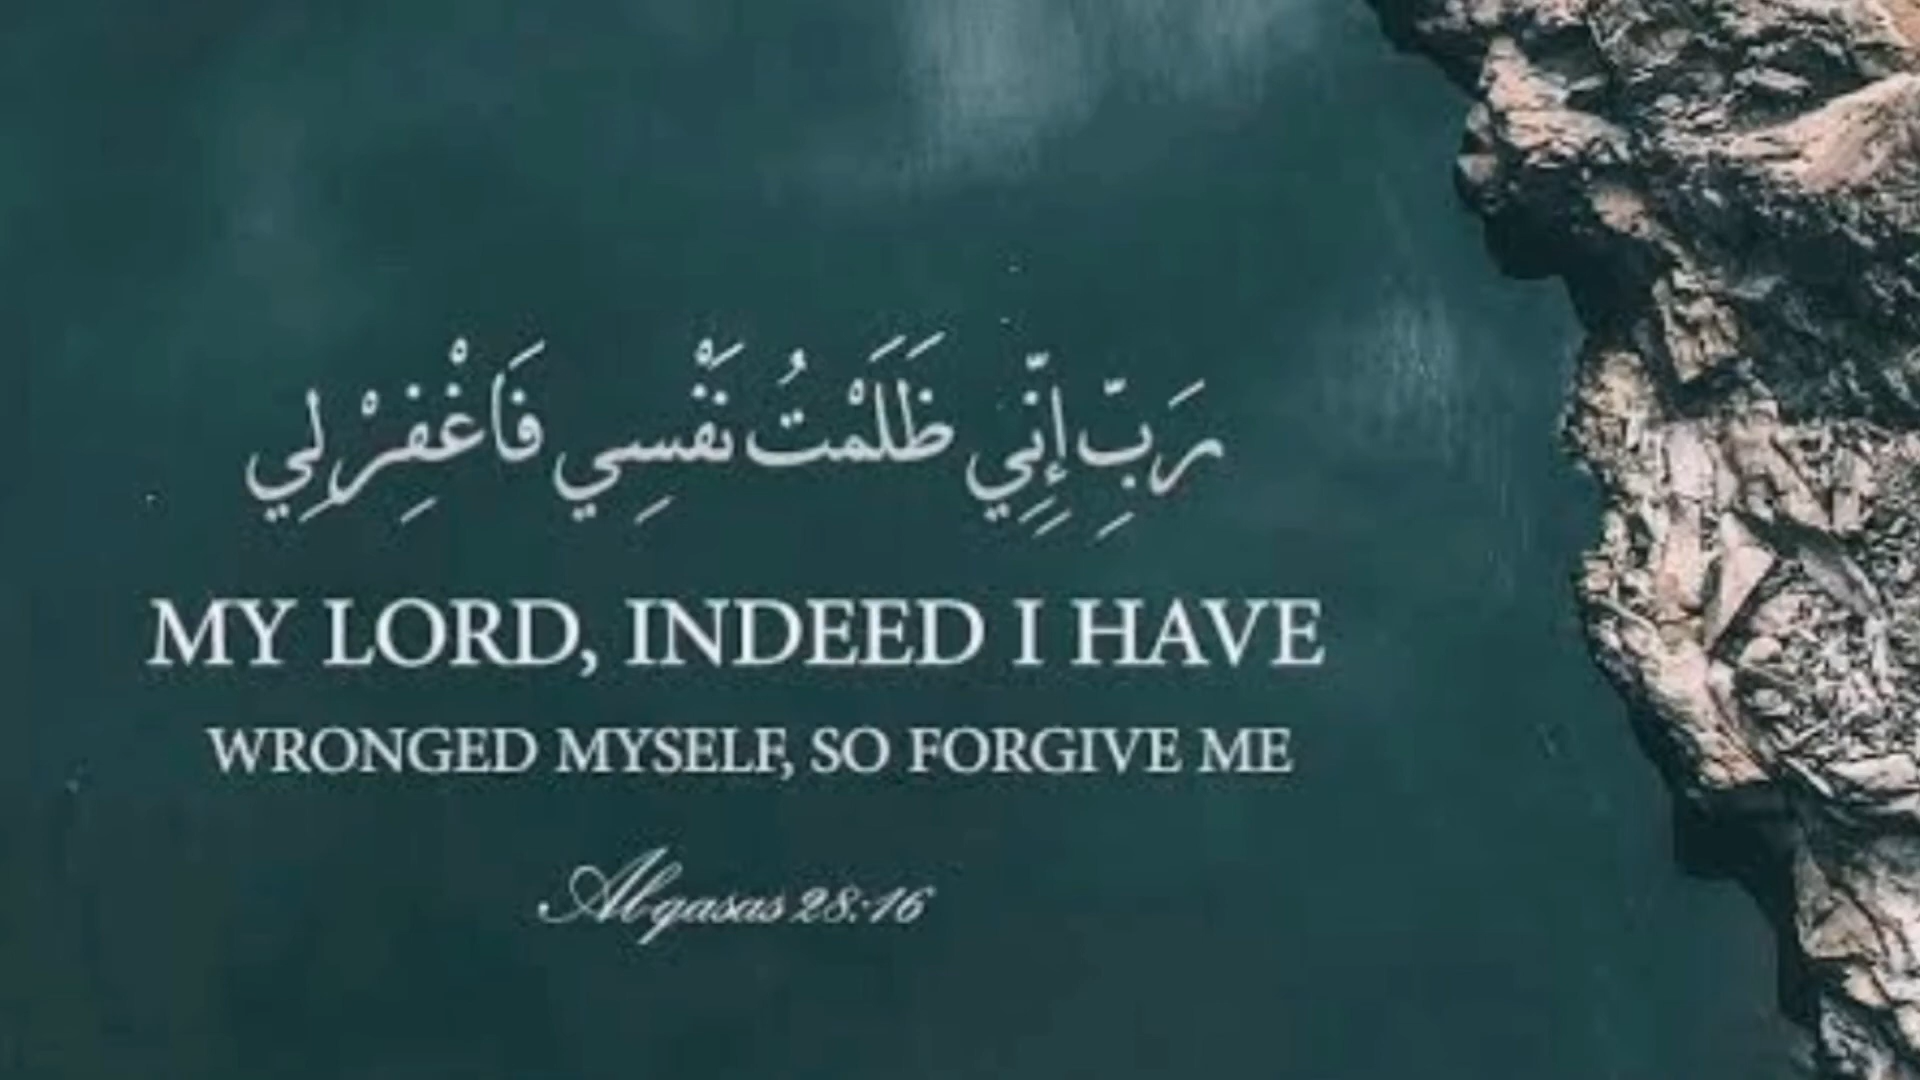 رَبِّ إِنِّي ظَلَمْتُ نَفْسِي فَاغْفِرْ لِي
MY LORD, INDEED I HAVE
WRONGED MYSELF, SO FORGIVE ME
Al-qasas 28:16